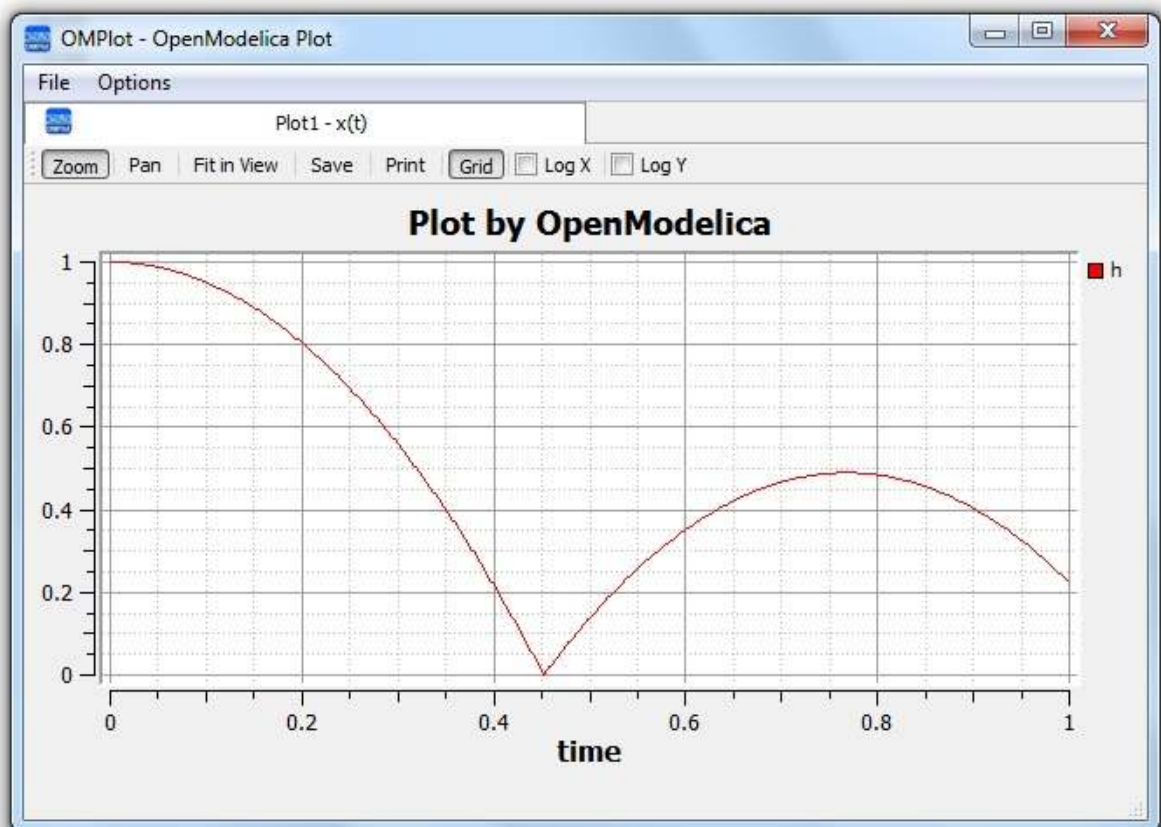 OMPlot - OpenModelica Plot
File Options
Plot1 - x(t)
Zoom Pan Fit in View Save Print Grid Log X Log Y
Plot by OpenModelica
h
1
0.8
0.6
0.4
0.2
0
0 0.2 0.4 0.6 0.8 1
time